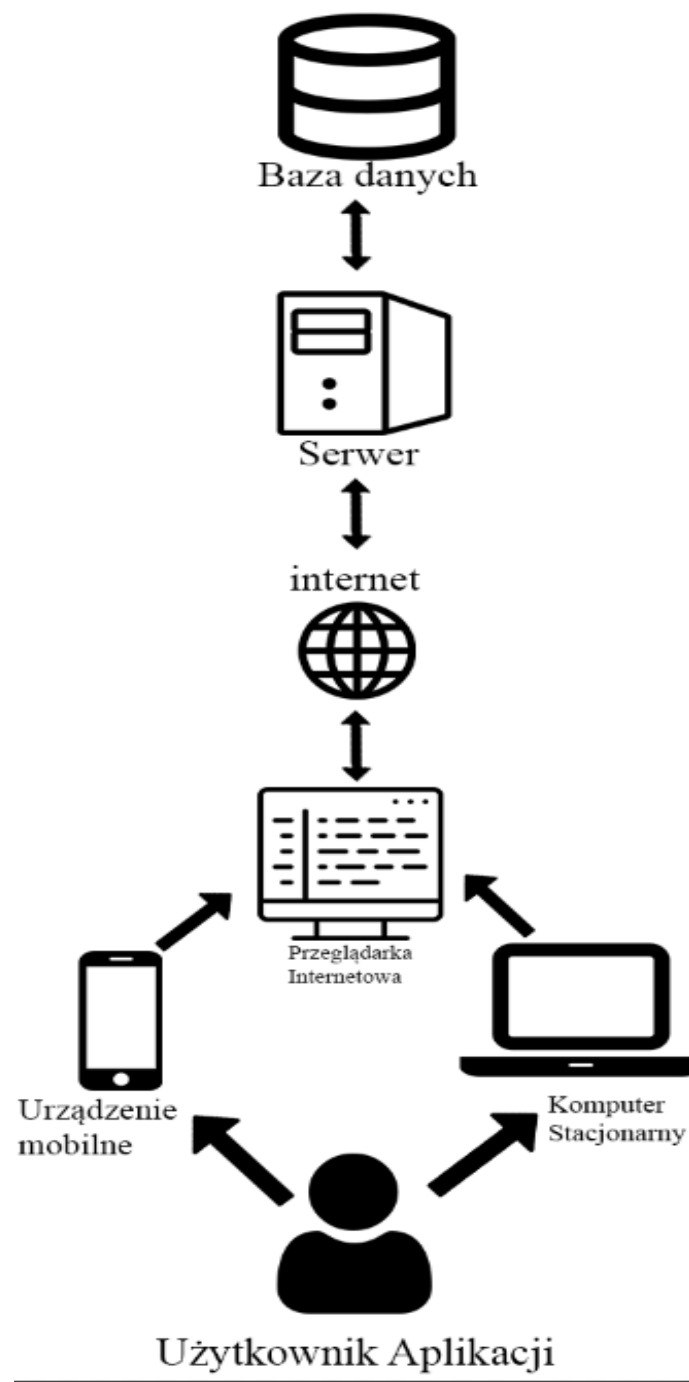 Baza danych
Serwer
internet
Przeglądarka
Internetowa
Urządzenie
mobilne
Komputer
Stacjonarny
Użytkownik Aplikacji